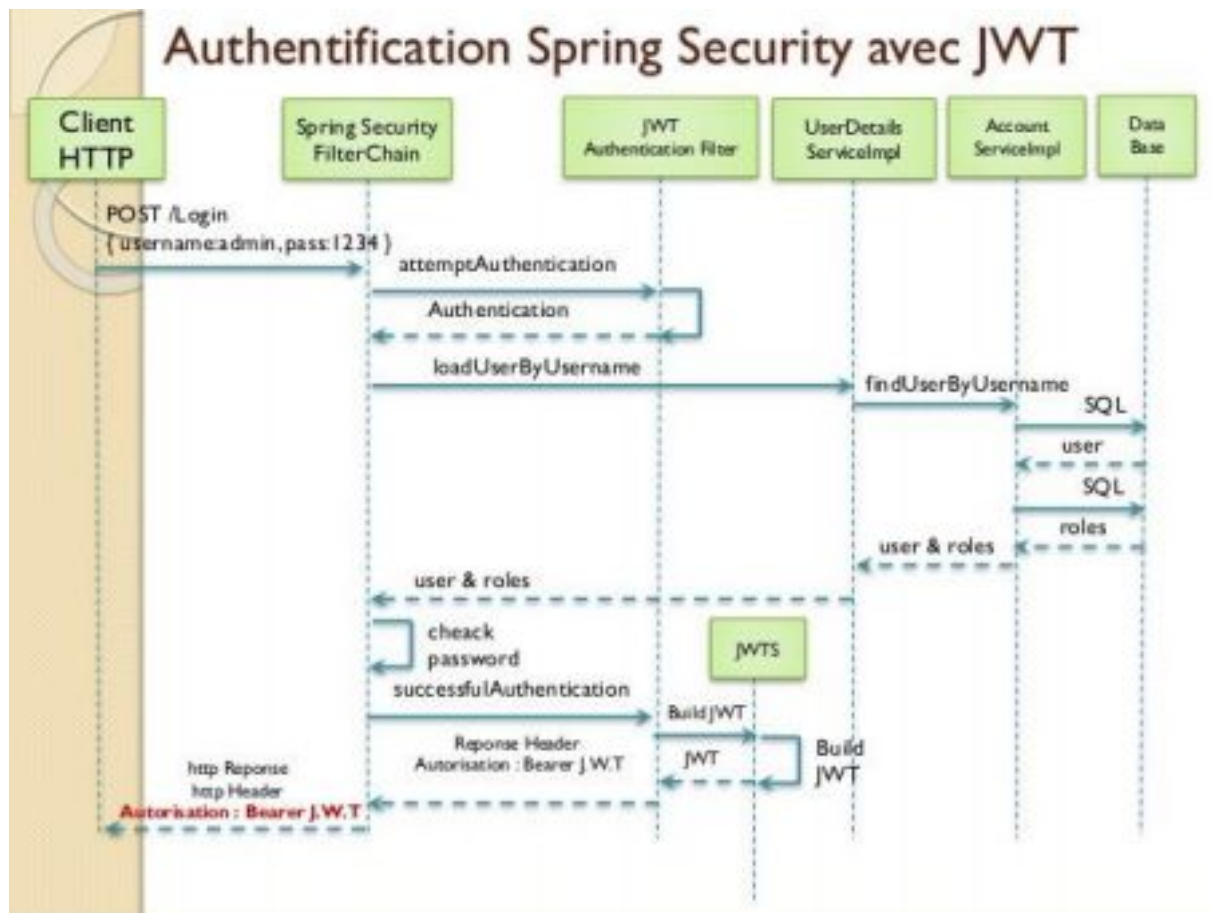 Authentification Spring Security avec JWT
Client
HTTP
Spring Security
FilterChain
JWT
Authentication Filter
UserDetails
ServiceImpl
Account
ServiceImpl
Data
Base
POST /Login
{ username:admin, pass:1234 }
attemptAuthentication
Authentication
loadUserByUsername
findUserByUsername
SQL
user
SQL
roles
user & roles
user & roles
cheack
password
JWTS
successfulAuthentication
Build JWT
Reponse Header
Autorisation : Bearer J.W.T
JWT
Build
JWT
http Reponse
http Header
Autorisation : Bearer J.W.T